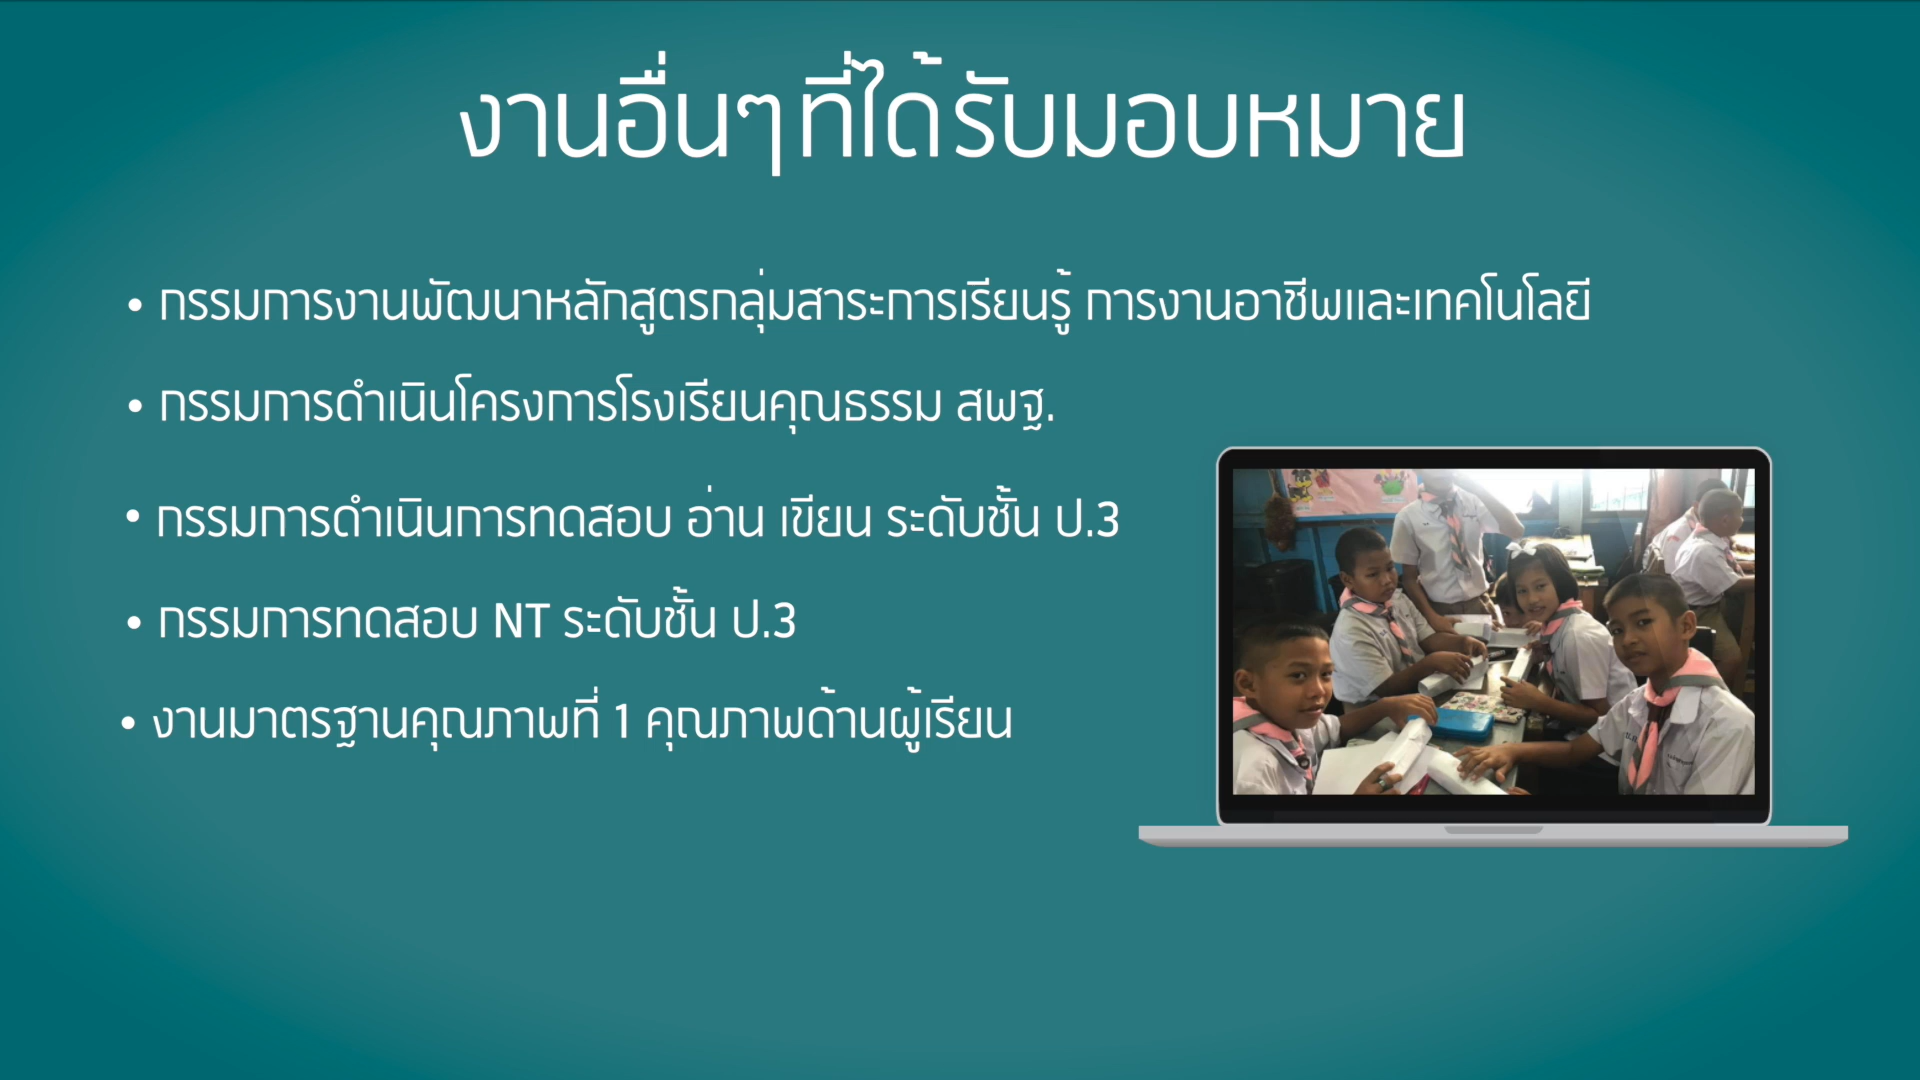 งานอื่นๆที่ได้รับมอบหมาย
• กรรมการงานพัฒนาหลักสูตรกลุ่มสาระการเรียนรู้ การงานอาชีพและเทคโนโลยี
• กรรมการดำเนินโครงการโรงเรียนคุณธรรม สพฐ.
• กรรมการดำเนินการทดสอบ อ่าน เขียน ระดับชั้น ป.3
• กรรมการทดสอบ NT ระดับชั้น ป.3
• งานมาตรฐานคุณภาพที่ 1 คุณภาพด้านผู้เรียน